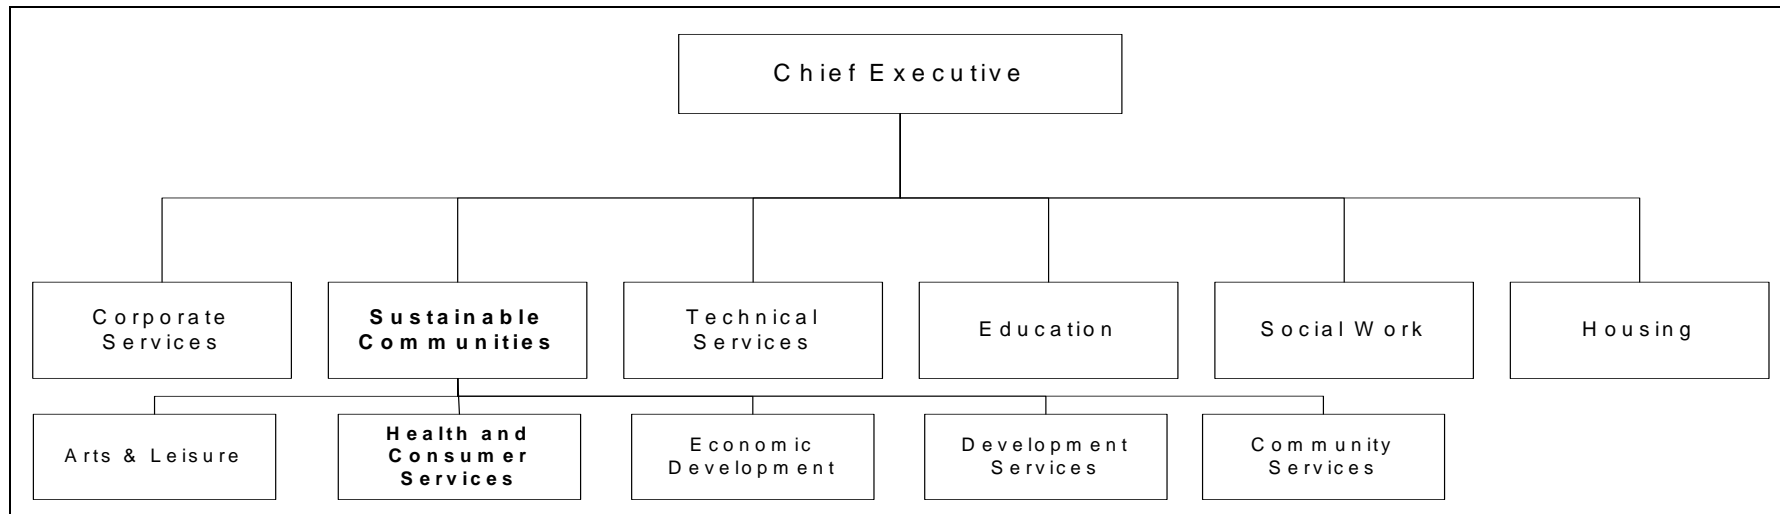 Chief Executive
Corporate
Services
Sustainable
Communities
Technical
Services
Education
Social Work
Housing
Arts & Leisure
Health and
Consumer
Services
Economic
Development
Development
Services
Community
Services